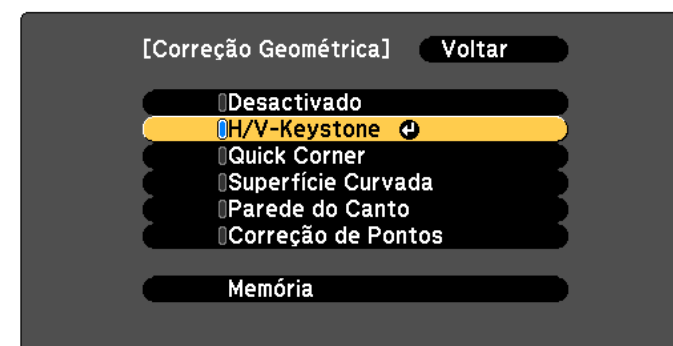 [Correção Geométrica] Voltar
Desactivado
H/V-Keystone
Quick Corner
Superfície Curvada
Parede do Canto
Correção de Pontos
Memória